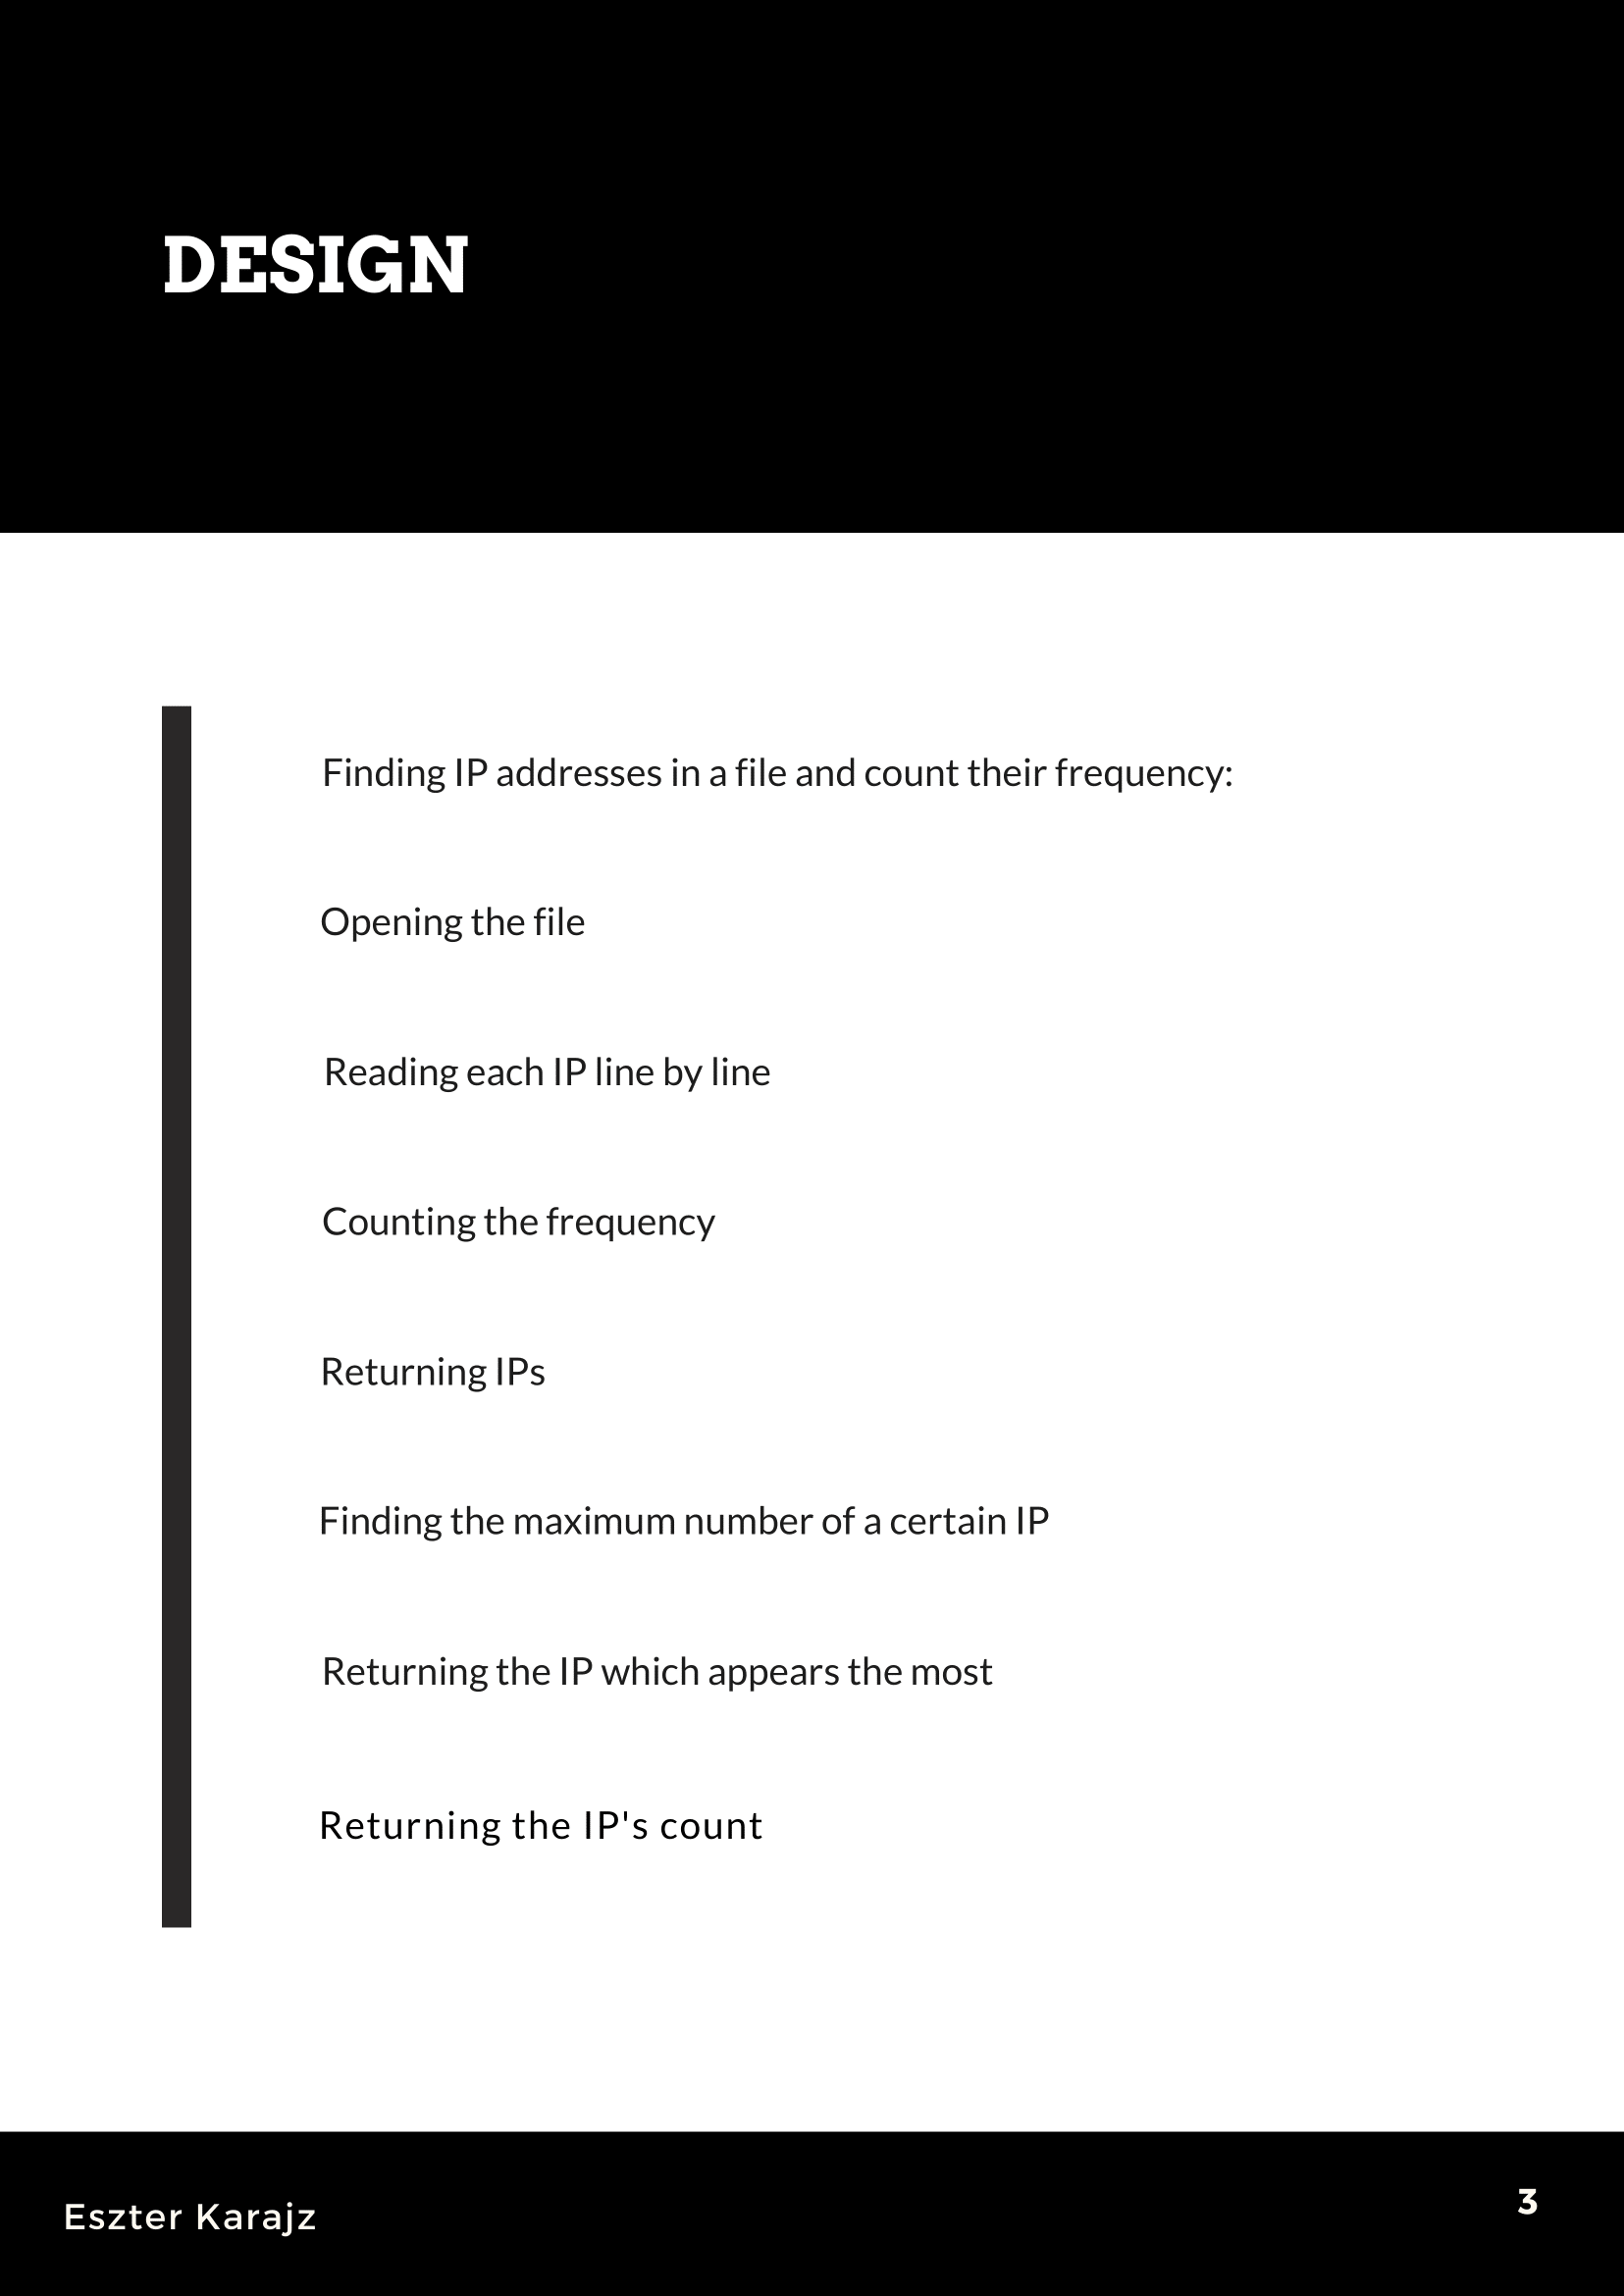 DESIGN
Finding IP addresses in a file and count their frequency:
Opening the file
Reading each IP line by line
Counting the frequency
Returning IPs
Finding the maximum number of a certain IP
Returning the IP which appears the most
Returning the IP's count
Eszter Karajz
3